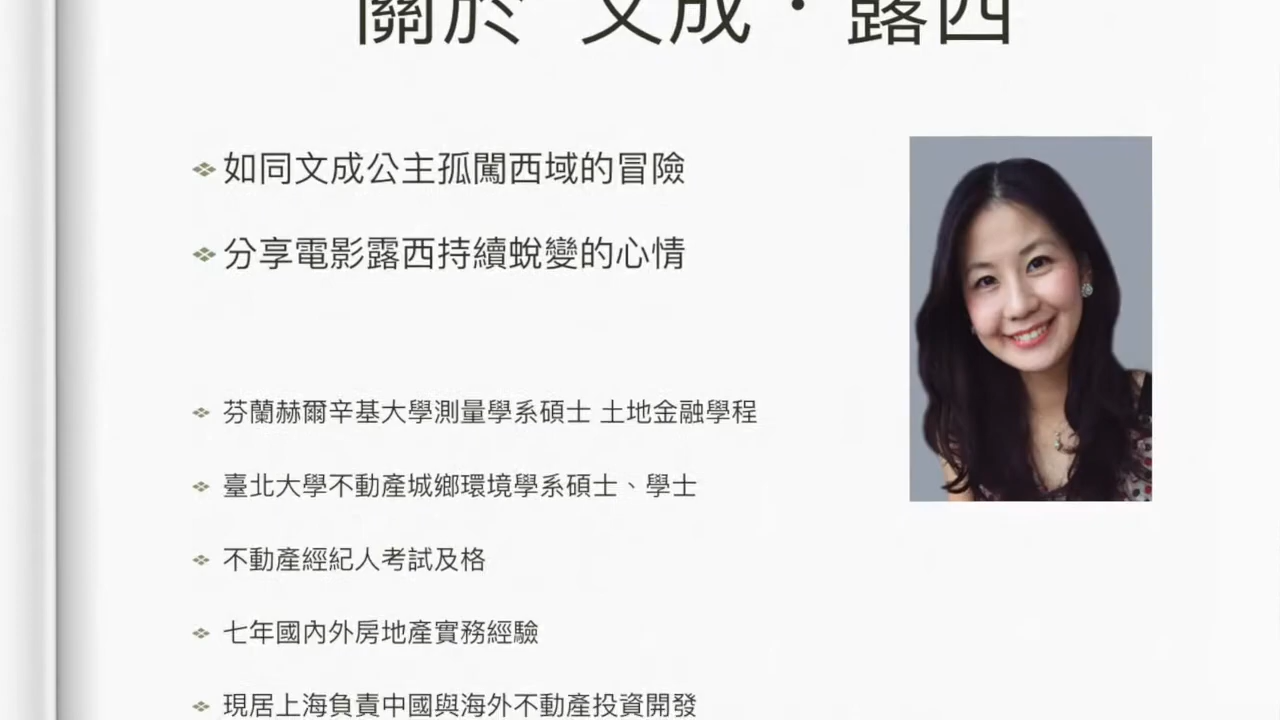 關於 文成·露西
如同文成公主孤闖西域的冒險
分享電影露西持續蛻變的心情
芬蘭赫爾辛基大學測量學系碩士 土地金融學程
臺北大學不動產城鄉環境學系碩士、學士
不動產經紀人考試及格
七年國內外房地產實務經驗
現居上海負責中國與海外不動產投資開發